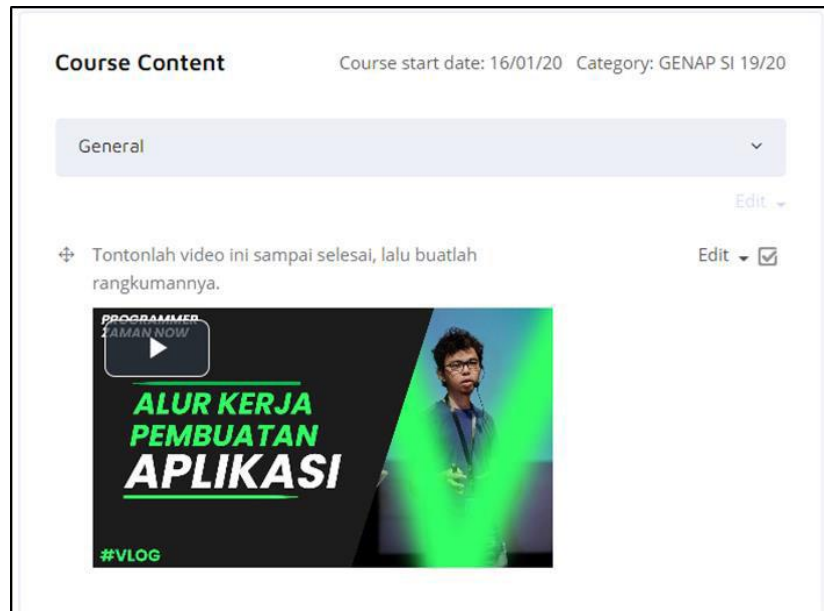 Course Content
Course start date: 16/01/20 Category: GENAP SI 19/20
General
Edit
Tontonlah video ini sampai selesai, lalu buatlah
rangkumannya.
Edit
PROGRAMMER
ZAMAN NOW
ALUR KERJA
PEMBUATAN
APLIKASI
#VLOG